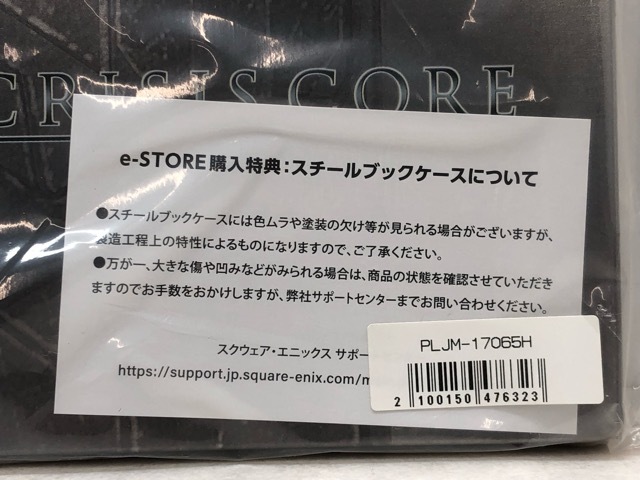 CRISIS CORE
e-STORE購入特典：スチールブックケースについて
●スチールブックケースには色ムラや塗装の欠け等が見られる場合がございますが、
製造工程上の特性によるものになりますので、ご了承ください。
●万が一、大きな傷や凹みなどがみられる場合は、商品の状態を確認させていただき
ますのでお手数をおかけしますが、弊社サポートセンターまでお問い合わせください。
スクウェア・エニックス サポー
https://support.jp.square-enix.com/m
PLJM-17065H
2 100150 476323